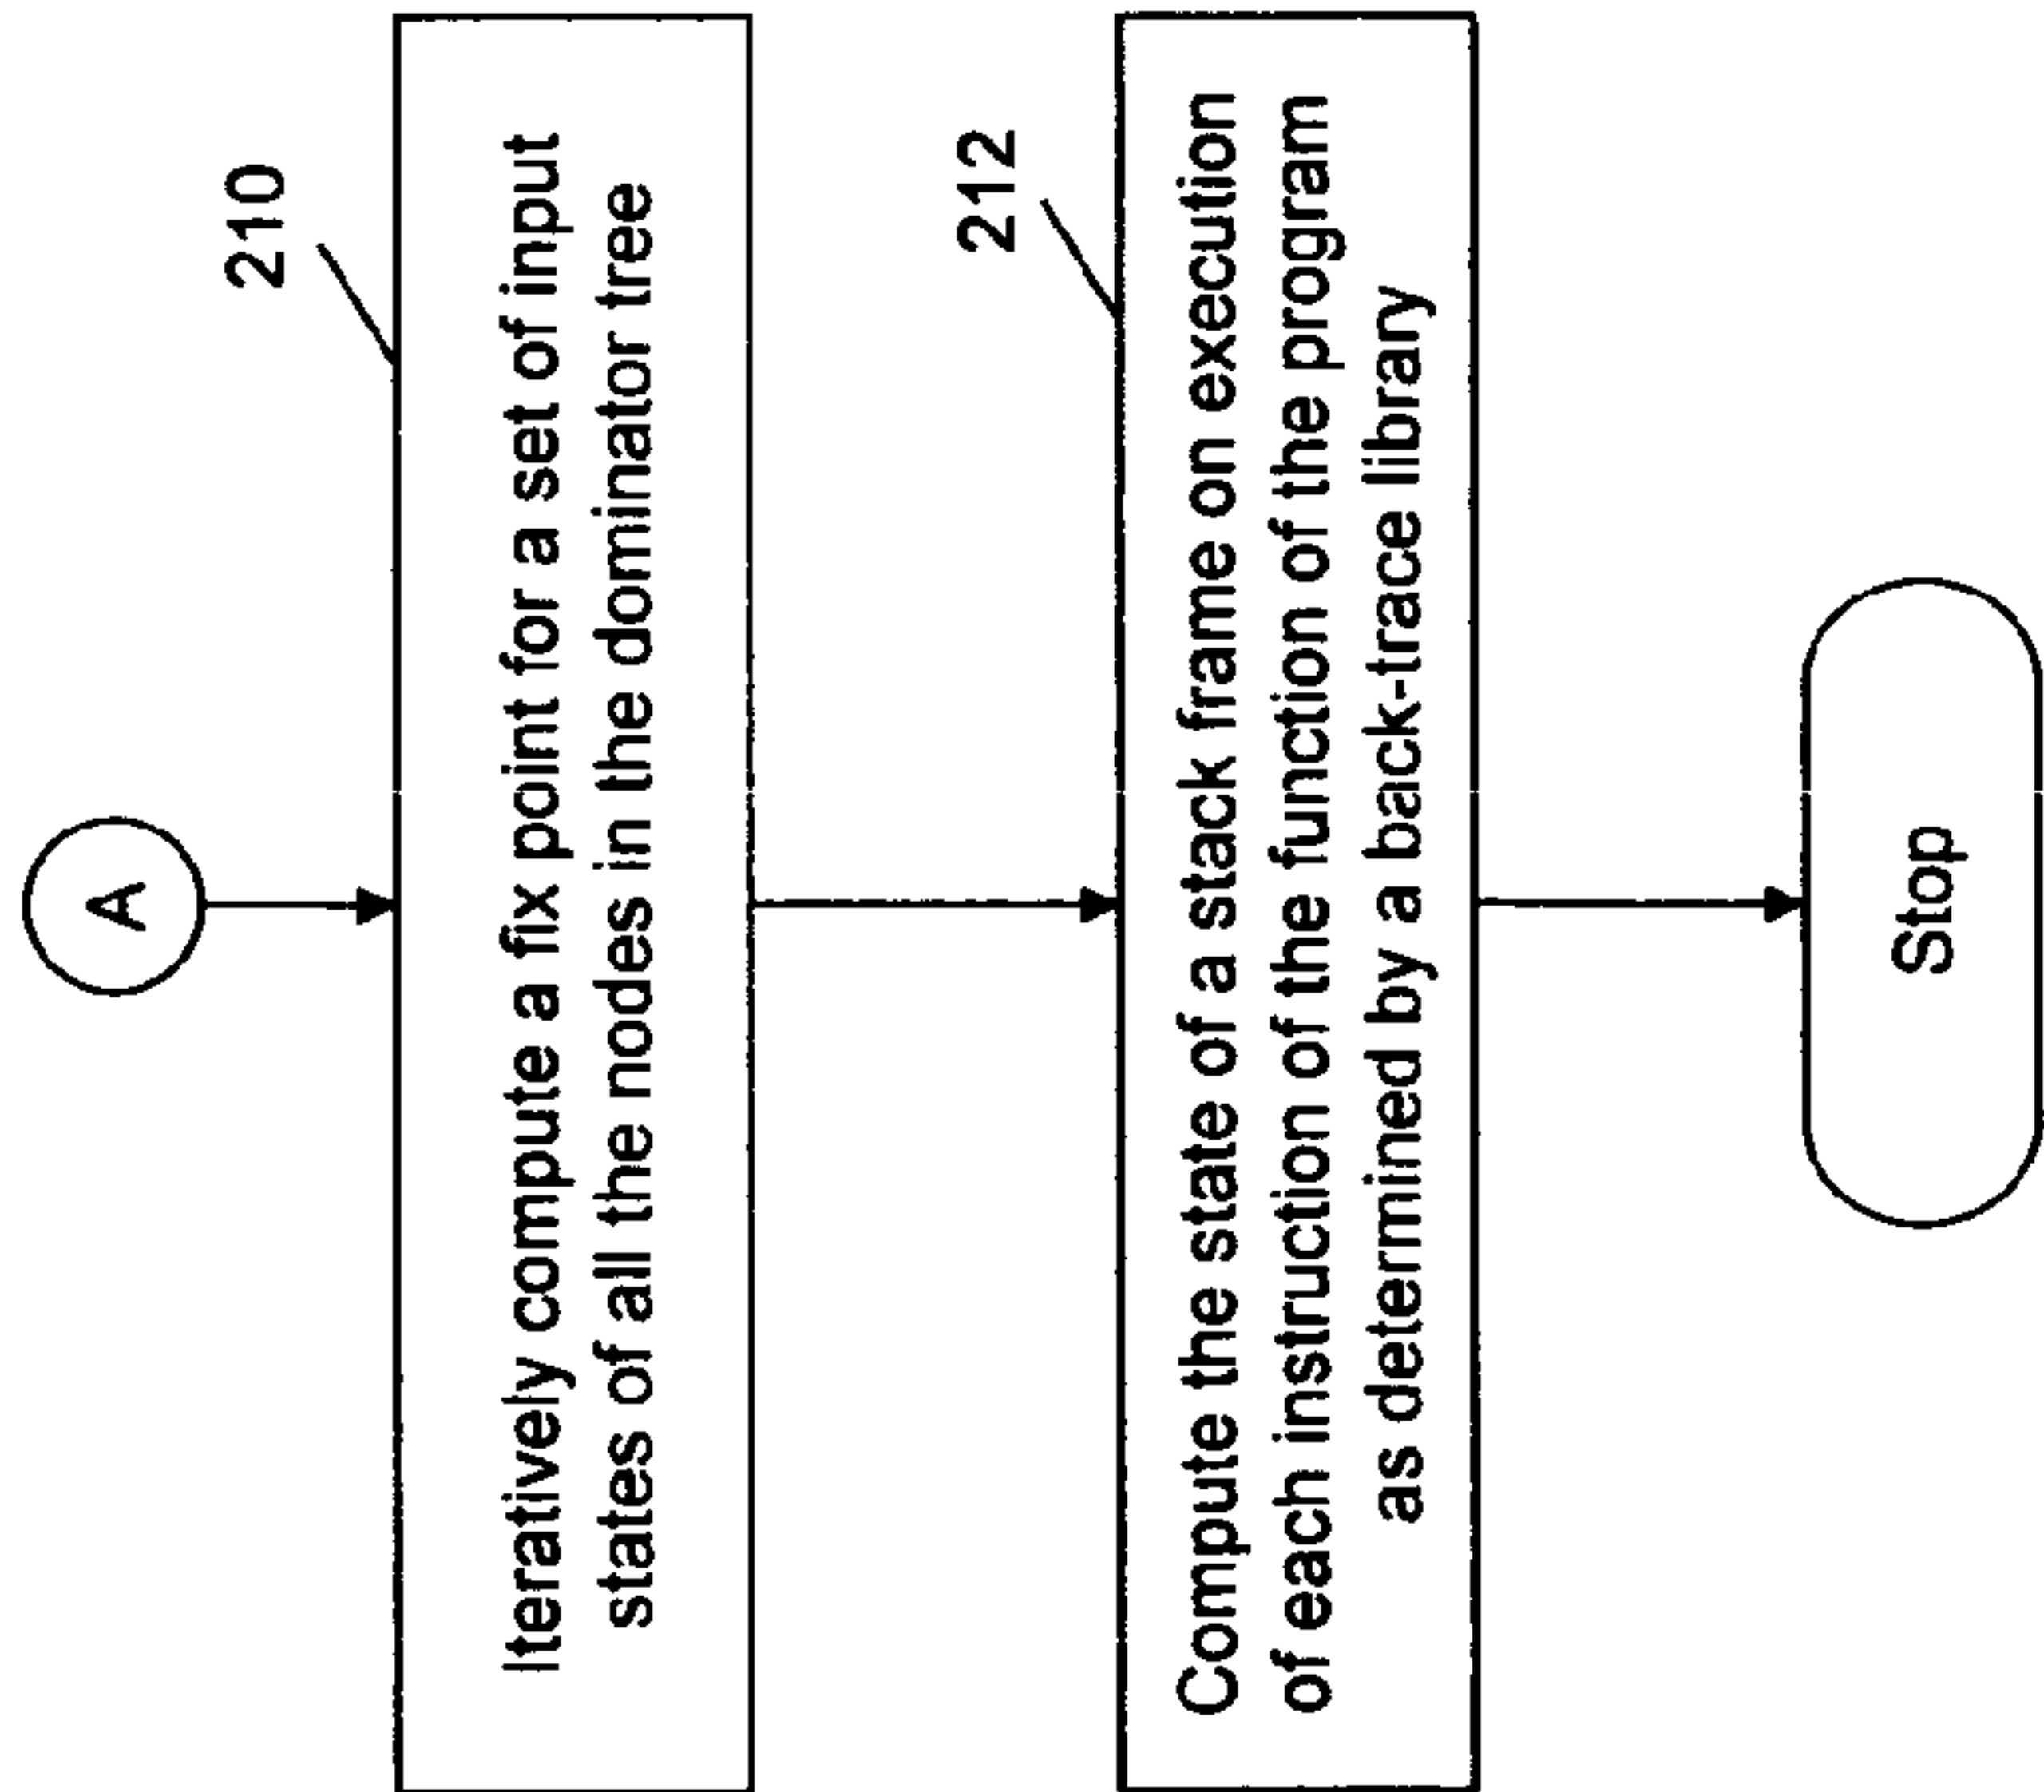 A
210
Iteratively compute a fix point for a set of input
states of all the nodes in the dominator tree
212
Compute the state of a stack frame on execution
of each instruction of the function of the program
as determined by a back-trace library
Stop